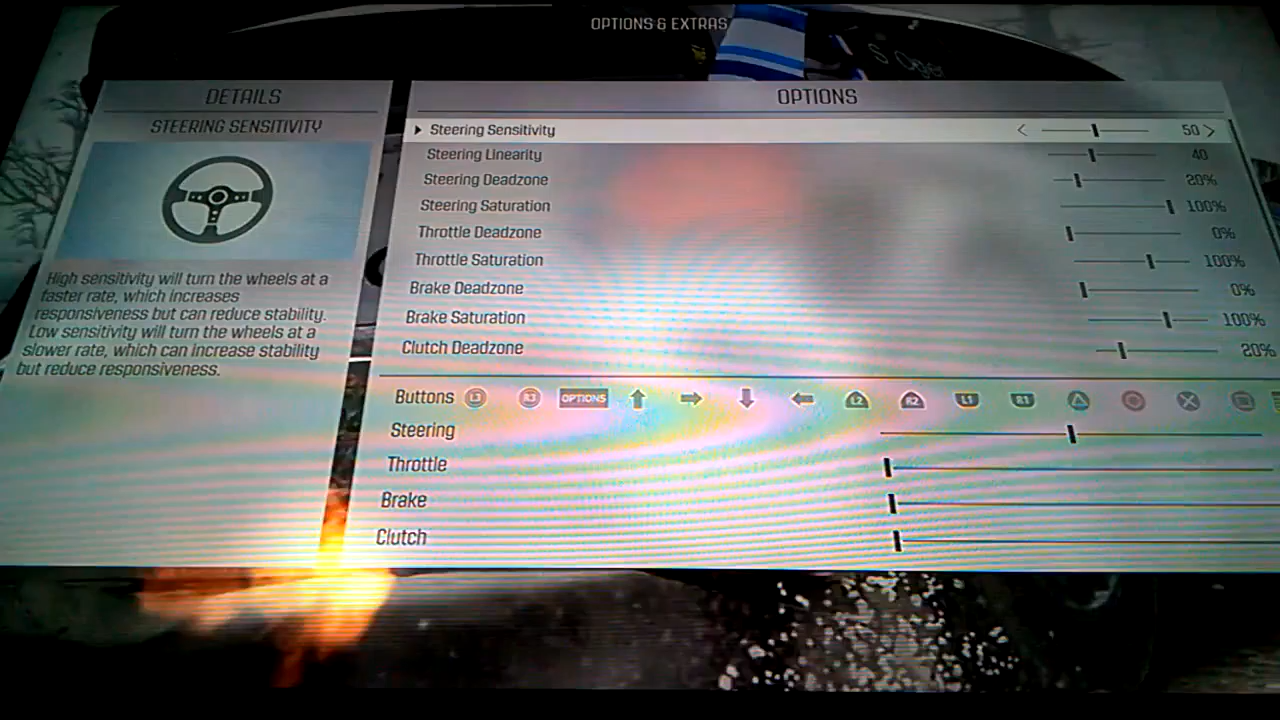 OPTIONS & EXTRAS
DETAILS
STEERING SENSITIVITY
High sensitivity will turn the wheels at a
faster rate, which increases
responsiveness but can reduce stability.
Low sensitivity will turn the wheels at a
slower rate, which can increase stability
but reduce responsiveness.
OPTIONS
Steering Sensitivity 50
Steering Linearity 40
Steering Deadzone 20%
Steering Saturation 100%
Throttle Deadzone 0%
Throttle Saturation 100%
Brake Deadzone 0%
Brake Saturation 100%
Clutch Deadzone 20%
Buttons L3 R3 OPTIONS L2 R2 L1 R1
Steering
Throttle
Brake
Clutch